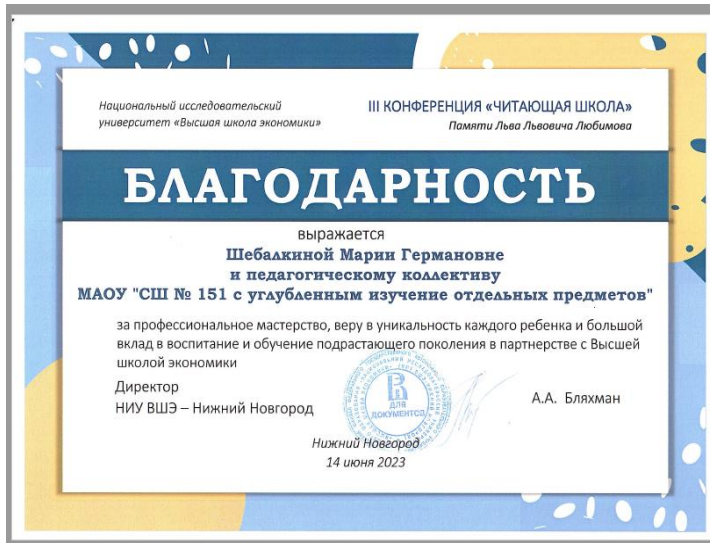 Национальный исследовательский
университет «Высшая школа экономики»
III КОНФЕРЕНЦИЯ «ЧИТАЮЩАЯ ШКОЛА»
Памяти Льва Львовича Любимова
БЛАГОДАРНОСТЬ
выражается
Шебалкиной Марии Германовне
и педагогическому коллективу
МАОУ "СШ № 151 с углубленным изучение отдельных предметов"
за профессиональное мастерство, веру в уникальность каждого ребенка и большой
вклад в воспитание и обучение подрастающего поколения в партнерстве с Высшей
школой экономики
Директор
НИУ ВШЭ – Нижний Новгород
ДЛЯ
ДОКУМЕНТОВ
А.А. Бляхман
Нижний Новгород
14 июня 2023